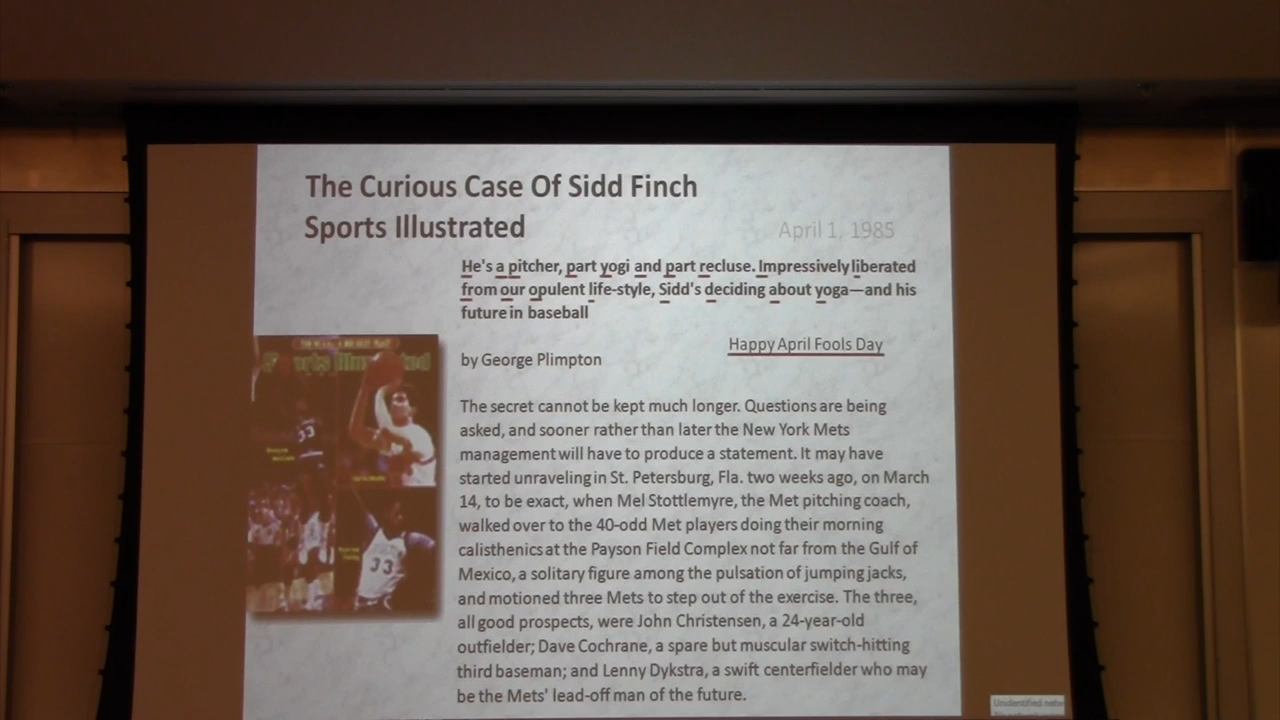 The Curious Case Of Sidd Finch
Sports Illustrated
April 1, 1985
He's a pitcher, part yogi and part recluse. Impressively liberated
from our opulent life-style, Sidd's deciding about yoga—and his
future in baseball
Happy April Fools Day
by George Plimpton
The secret cannot be kept much longer. Questions are being
asked, and sooner rather than later the New York Mets
management will have to produce a statement. It may have
started unraveling in St. Petersburg, Fla. two weeks ago, on March
14, to be exact, when Mel Stottlemyre, the Met pitching coach,
walked over to the 40-odd Met players doing their morning
calisthenics at the Payson Field Complex not far from the Gulf of
Mexico, a solitary figure among the pulsation of jumping jacks,
and motioned three Mets to step out of the exercise. The three,
all good prospects, were John Christensen, a 24-year-old
outfielder; Dave Cochrane, a spare but muscular switch-hitting
third baseman; and Lenny Dykstra, a swift centerfielder who may
be the Mets' lead-off man of the future.
33
33
Unidentified netw